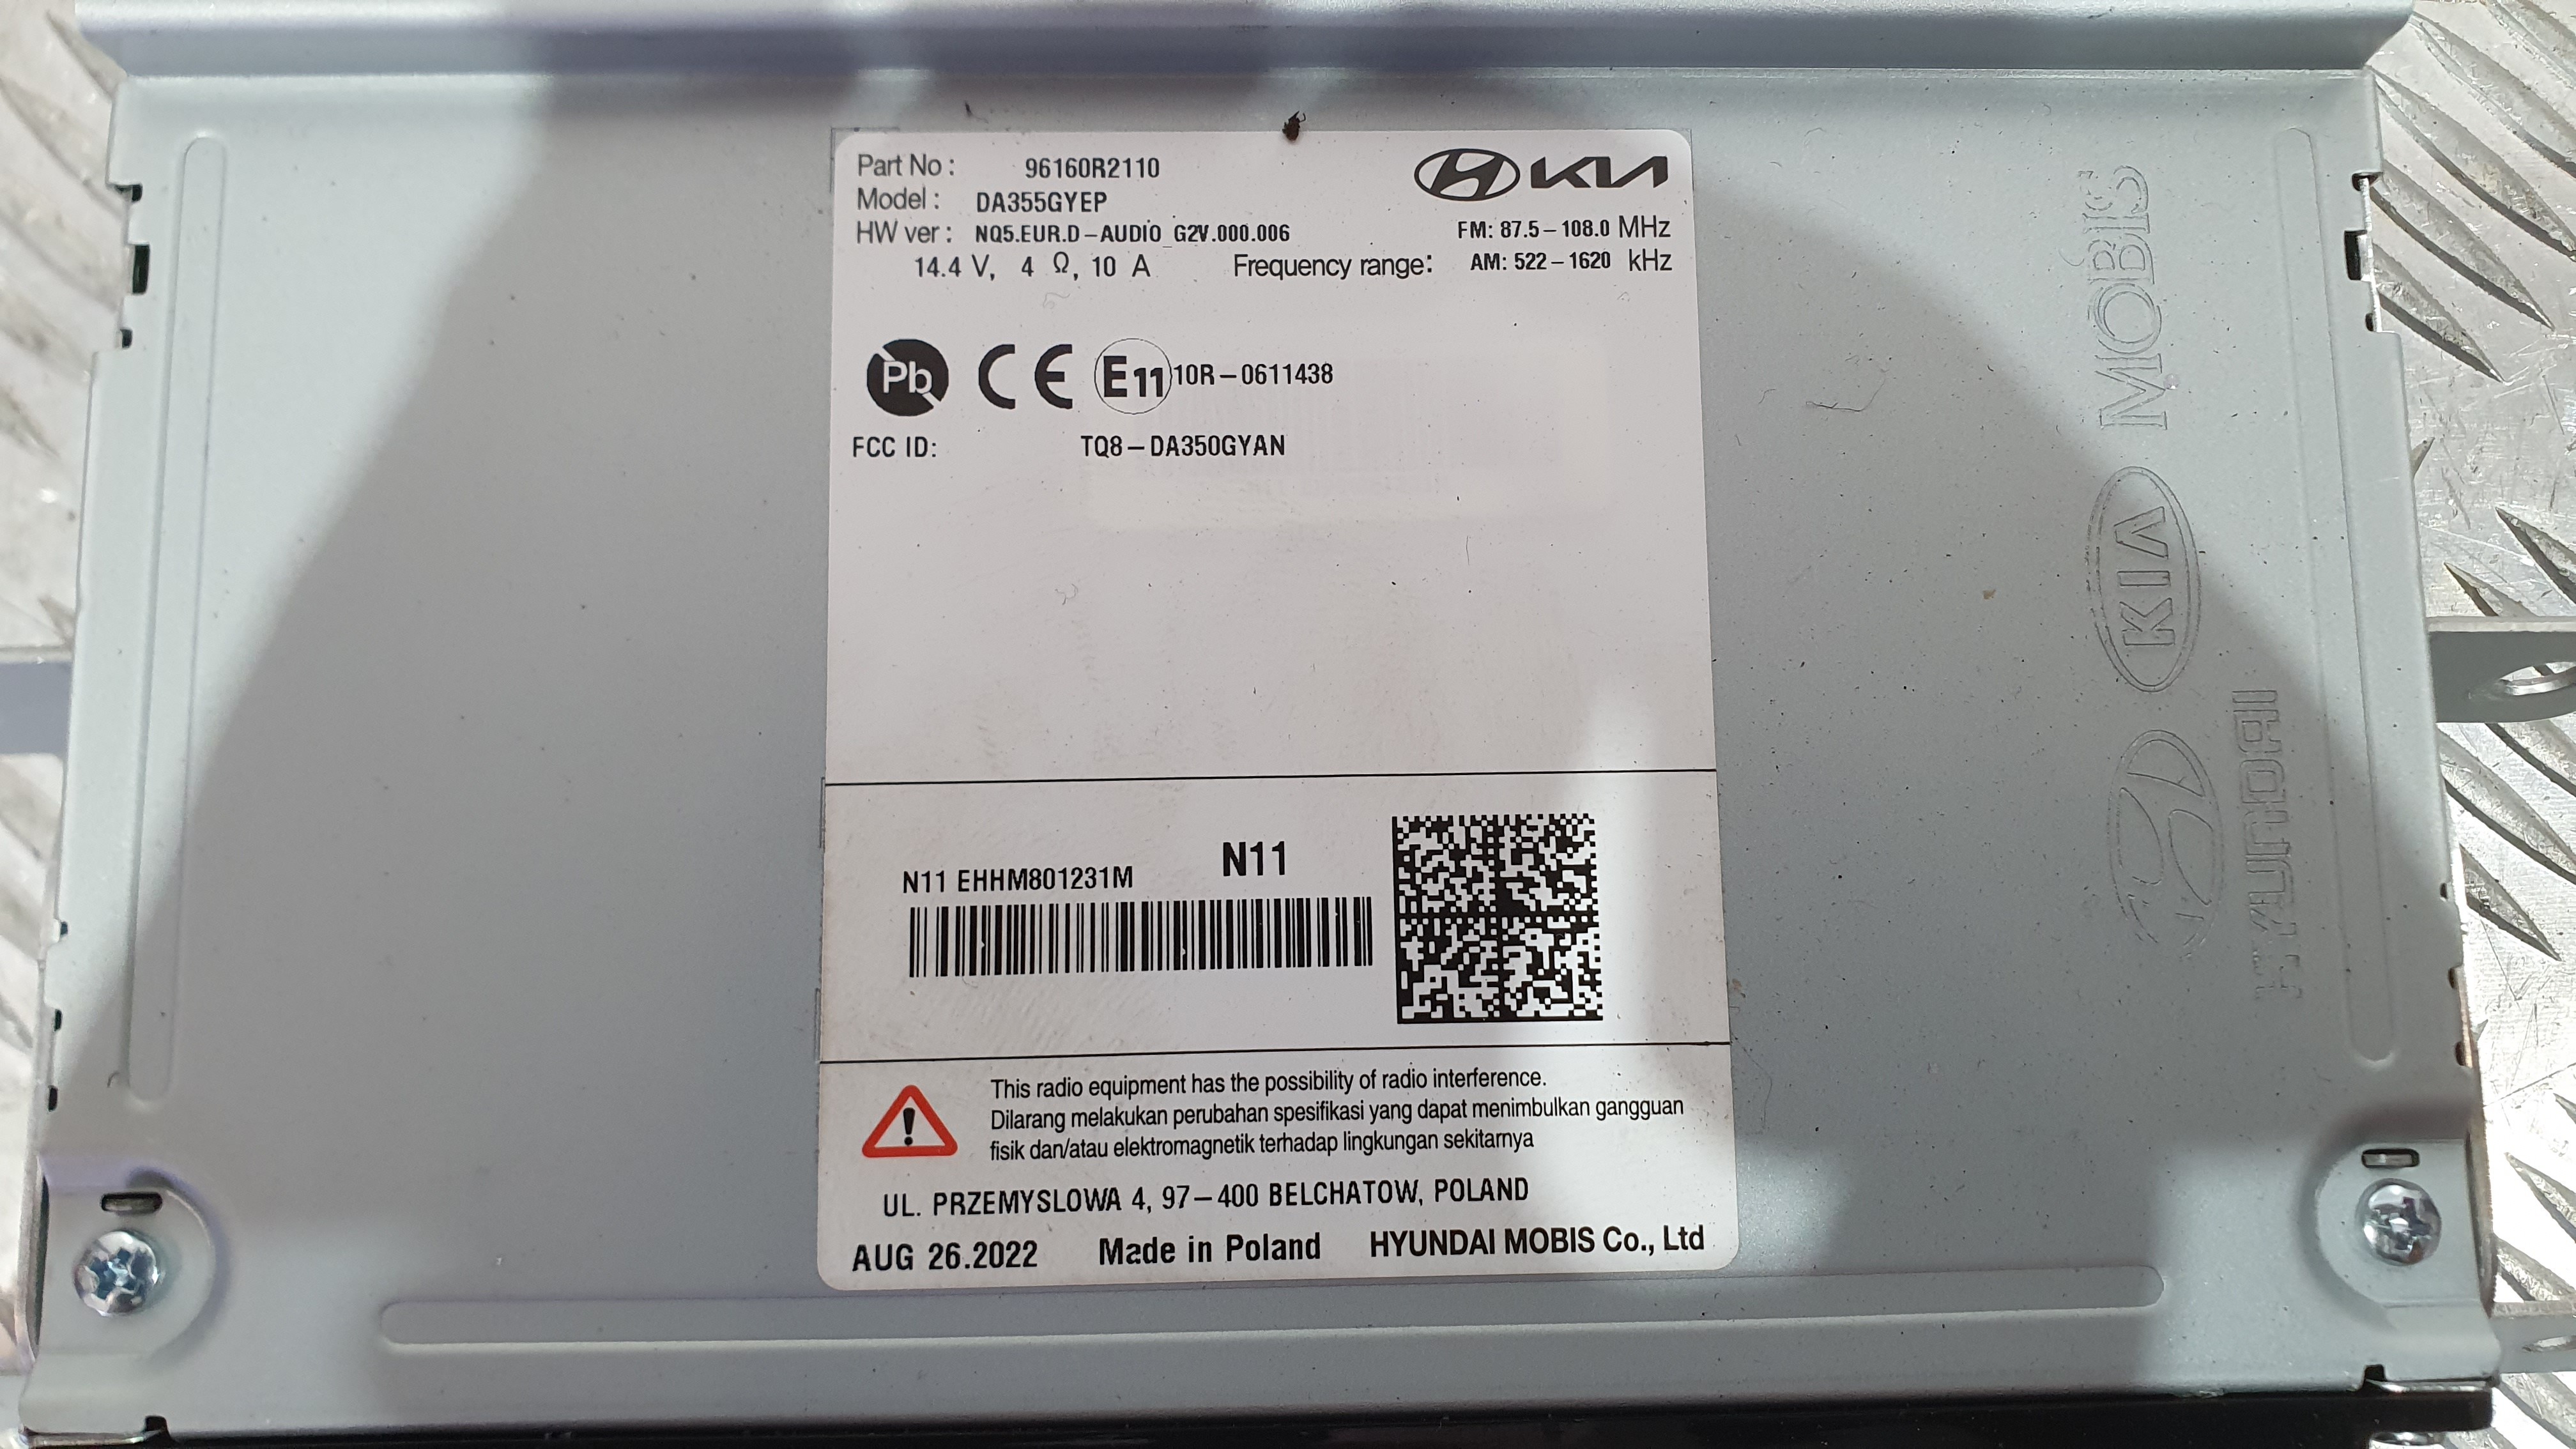 Part No : 96160R2110
KIA
Model : DA355GYEP
HW ver : NQ5.EUR.D-AUDIO_G2V.000.006
FM: 87.5-108.0 MHz
14.4 V, 4 Ω, 10 A
Frequency range: AM: 522-1620 kHz
Pb CE E11 10R-0611438
FCC ID: TQ8-DA350GYAN
N11
N11 EHHM801231M
This radio equipment has the possibility of radio interference.
Dilarang melakukan perubahan spesifikasi yang dapat menimbulkan gangguan
fisik dan/atau elektromagnetik terhadap lingkungan sekitarnya
UL. PRZEMYSLOWA 4, 97-400 BELCHATOW, POLAND
AUG 26.2022 Made in Poland HYUNDAI MOBIS Co., Ltd
MOBIS
KIA
HYUNDAI